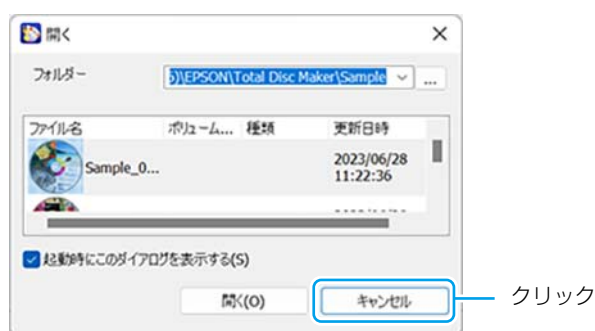 開く
フォルダー
5)\EPSON\Total Disc Maker\Sample
...
ファイル名 ボリューム... 種類 更新日時
Sample_0... 2023/06/28
11:22:36
起動時にこのダイアログを表示する(S)
開く(O) キャンセル クリック